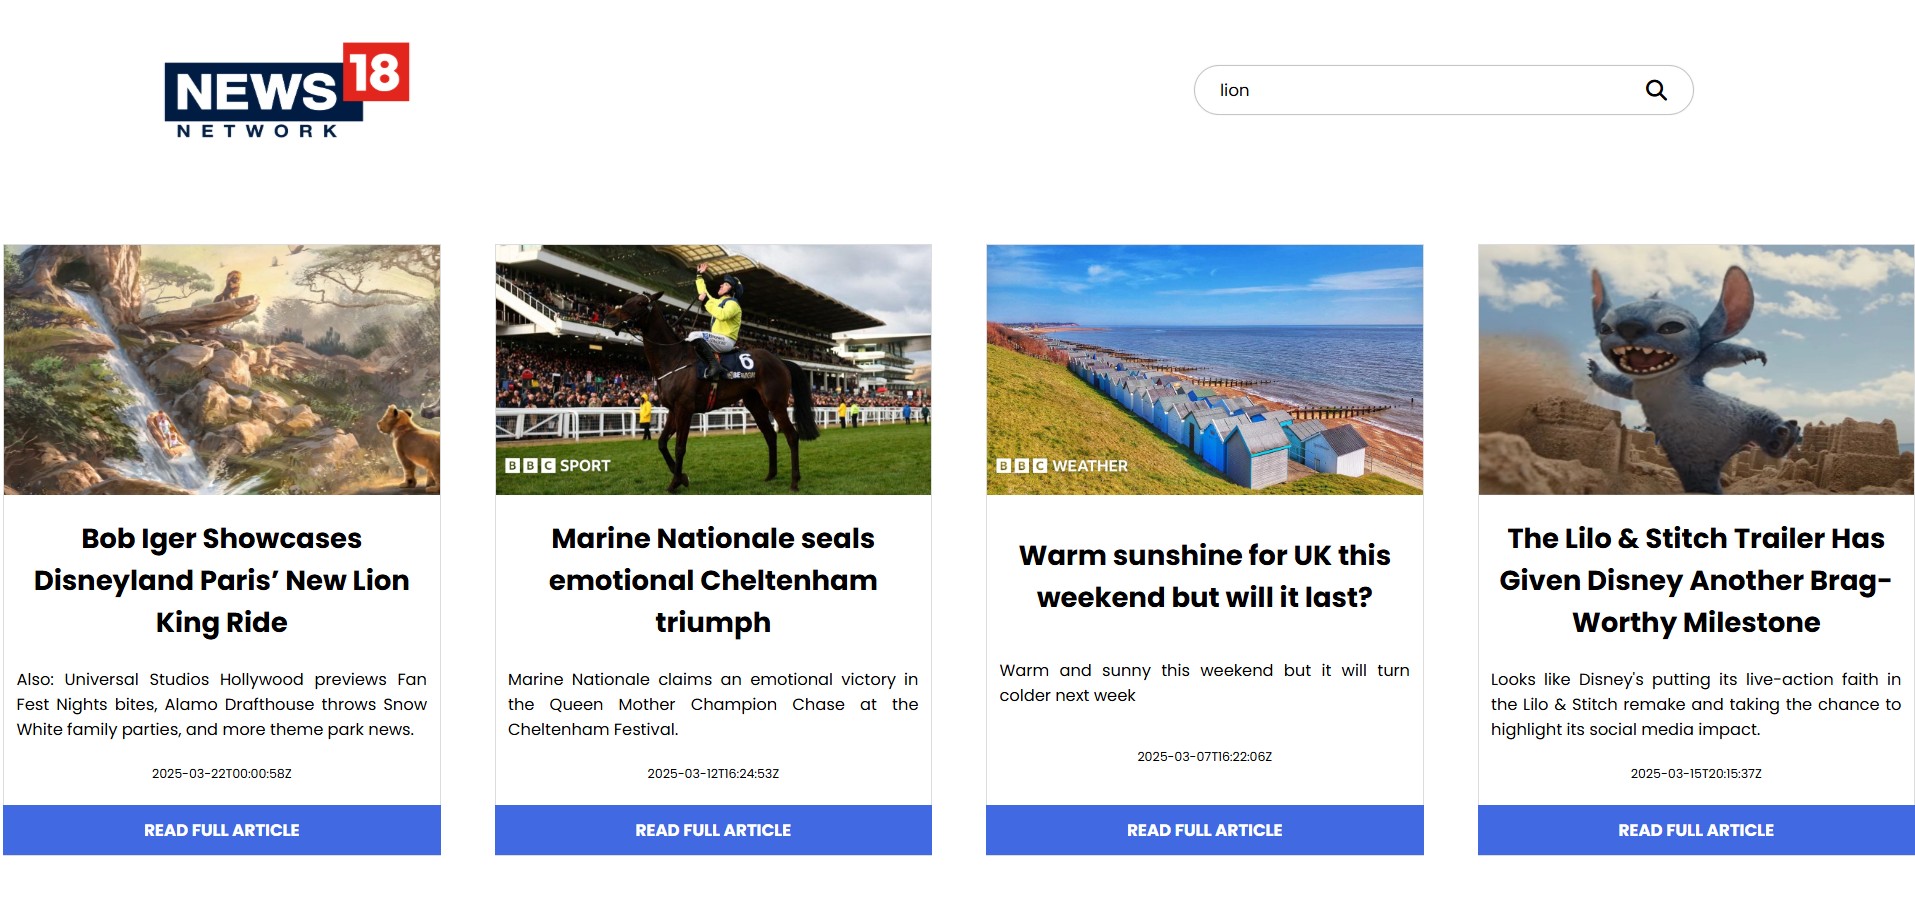 NEWS 18
NETWORK
lion
BBC SPORT
BBC WEATHER
Bob Iger Showcases
Disneyland Paris’ New Lion
King Ride
Also: Universal Studios Hollywood previews Fan
Fest Nights bites, Alamo Drafthouse throws Snow
White family parties, and more theme park news.
2025-03-22T00:00:58Z
READ FULL ARTICLE
6
Marine Nationale seals
emotional Cheltenham
triumph
Marine Nationale claims an emotional victory in
the Queen Mother Champion Chase at the
Cheltenham Festival.
2025-03-12T16:24:53Z
READ FULL ARTICLE
Warm sunshine for UK this
weekend but will it last?
Warm and sunny this weekend but it will turn
colder next week
2025-03-07T16:22:06Z
READ FULL ARTICLE
The Lilo & Stitch Trailer Has
Given Disney Another Brag-
Worthy Milestone
Looks like Disney's putting its live-action faith in
the Lilo & Stitch remake and taking the chance to
highlight its social media impact.
2025-03-15T20:15:37Z
READ FULL ARTICLE